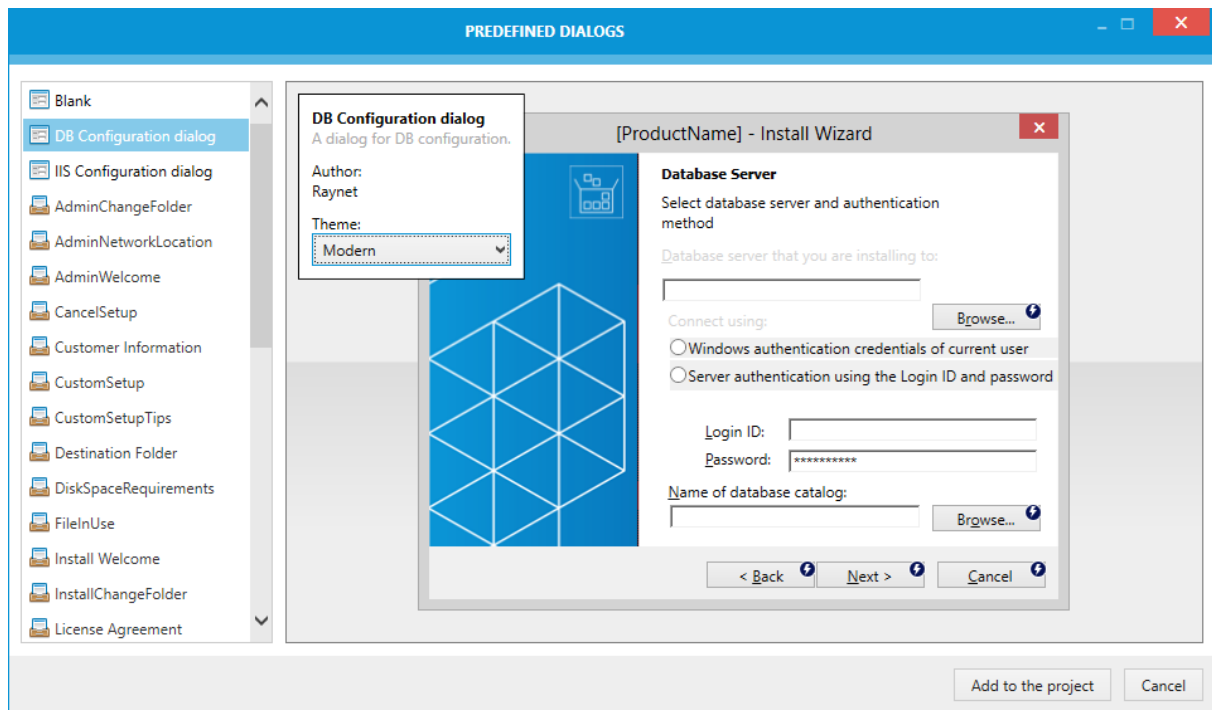 PREDEFINED DIALOGS
Blank
DB Configuration dialog
IIS Configuration dialog
AdminChangeFolder
AdminNetworkLocation
AdminWelcome
CancelSetup
Customer Information
CustomSetup
CustomSetupTips
Destination Folder
DiskSpaceRequirements
FileInUse
Install Welcome
InstallChangeFolder
License Agreement
DB Configuration dialog
A dialog for DB configuration.
Author:
Raynet
Theme:
Modern
[ProductName] - Install Wizard
Database Server
Select database server and authentication
method
Database server that you are installing to:
Connect using:
Browse...
Windows authentication credentials of current user
Server authentication using the Login ID and password
Login ID:
Password: **********
Name of database catalog:
Browse...
< Back Next > Cancel
Add to the project Cancel